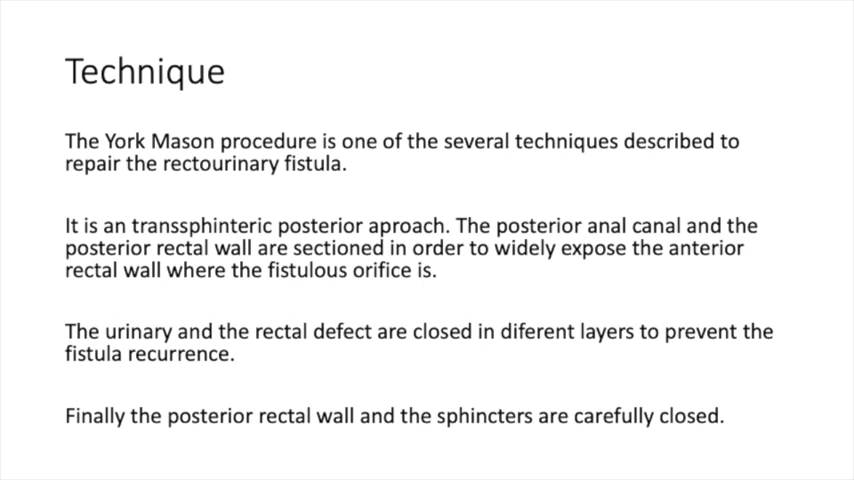 Technique
The York Mason procedure is one of the several techniques described to
repair the rectourinary fistula.
It is an transsphinteric posterior aproach. The posterior anal canal and the
posterior rectal wall are sectioned in order to widely expose the anterior
rectal wall where the fistulous orifice is.
The urinary and the rectal defect are closed in diferent layers to prevent the
fistula recurrence.
Finally the posterior rectal wall and the sphincters are carefully closed.